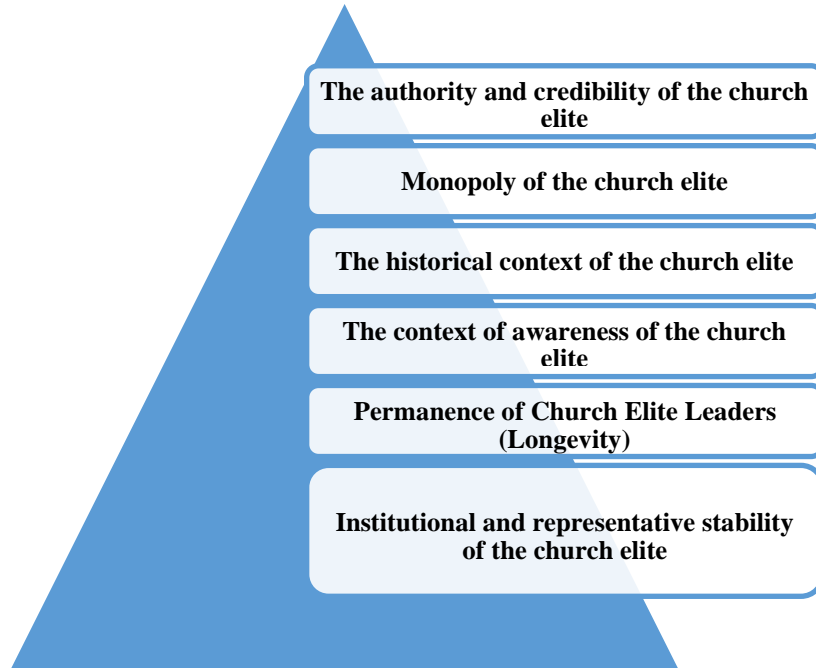 The authority and credibility of the church
elite
Monopoly of the church elite
The historical context of the church elite
The context of awareness of the church
elite
Permanence of Church Elite Leaders
(Longevity)
Institutional and representative stability
of the church elite